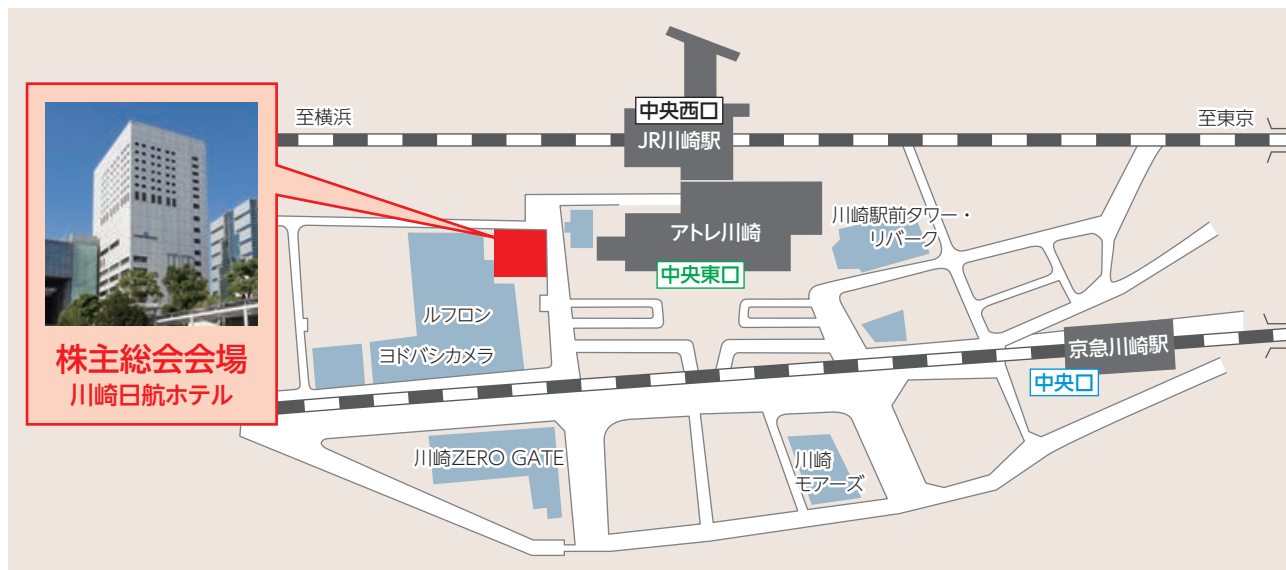 至横浜
中央西口
JR川崎駅
至東京
アトレ川崎
川崎駅前タワー・
リバーク
中央東口
ルフロン
ヨドバシカメラ
京急川崎駅
中央口
株主総会会場
川崎日航ホテル
川崎ZERO GATE
川崎
モアーズ